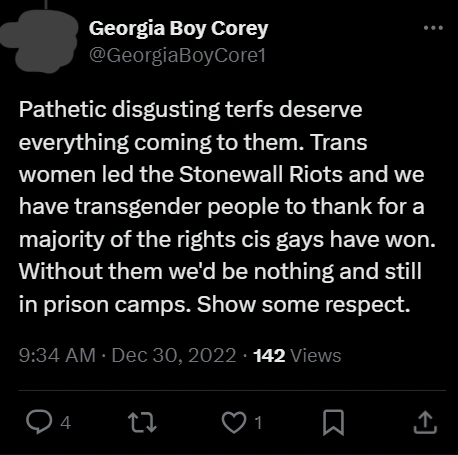 Georgia Boy Corey
@GeorgiaBoyCore1
Pathetic disgusting terfs deserve
everything coming to them. Trans
women led the Stonewall Riots and we
have transgender people to thank for a
majority of the rights cis gays have won.
Without them we'd be nothing and still
in prison camps. Show some respect.
9:34 AM · Dec 30, 2022 · 142 Views
4 1